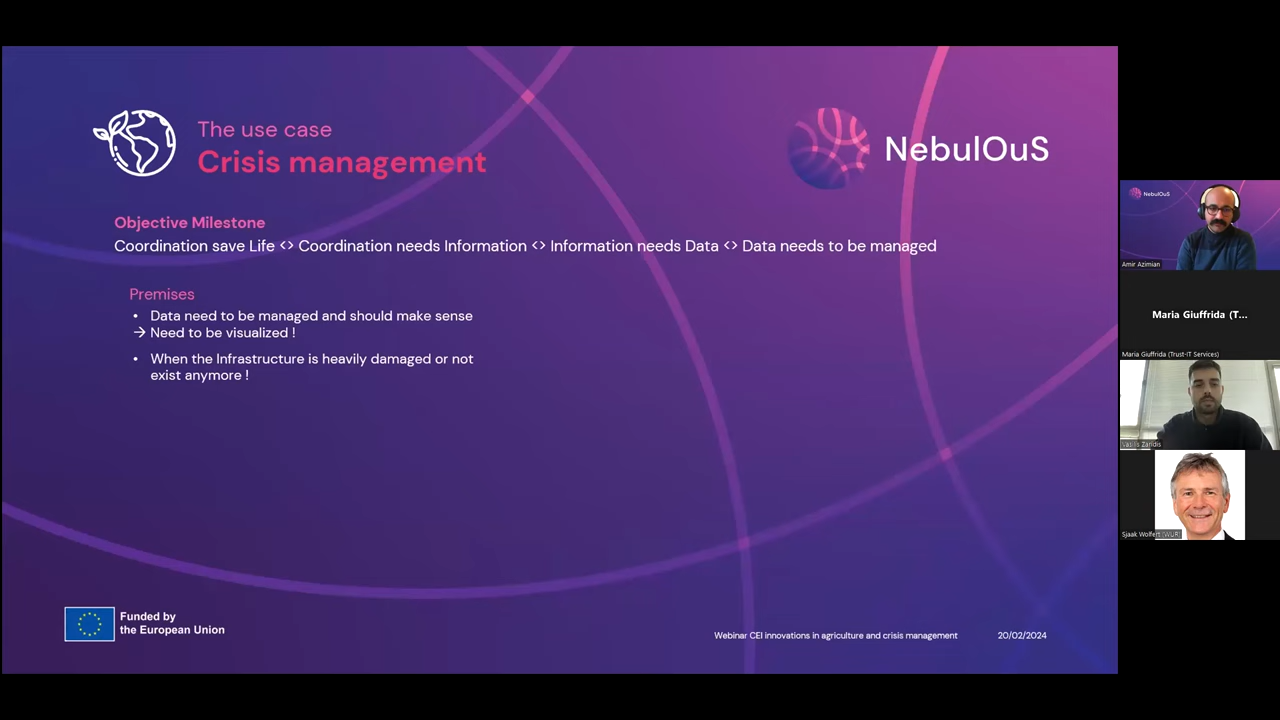 The use case
Crisis management
NebulOuS
Objective Milestone
Coordination save Life <> Coordination needs Information <> Information needs Data <> Data needs to be managed
Premises
• Data need to be managed and should make sense
→ Need to be visualized !
• When the Infrastructure is heavily damaged or not
exist anymore !
Funded by
the European Union
Webinar CEI innovations in agriculture and crisis management
20/02/2024
NebulOuS
Amir Azimian
Maria Giuffrida (T...
Maria Giuffrida (Trust-IT Services)
Zaridis
Sjaak Wolfert (WUR)